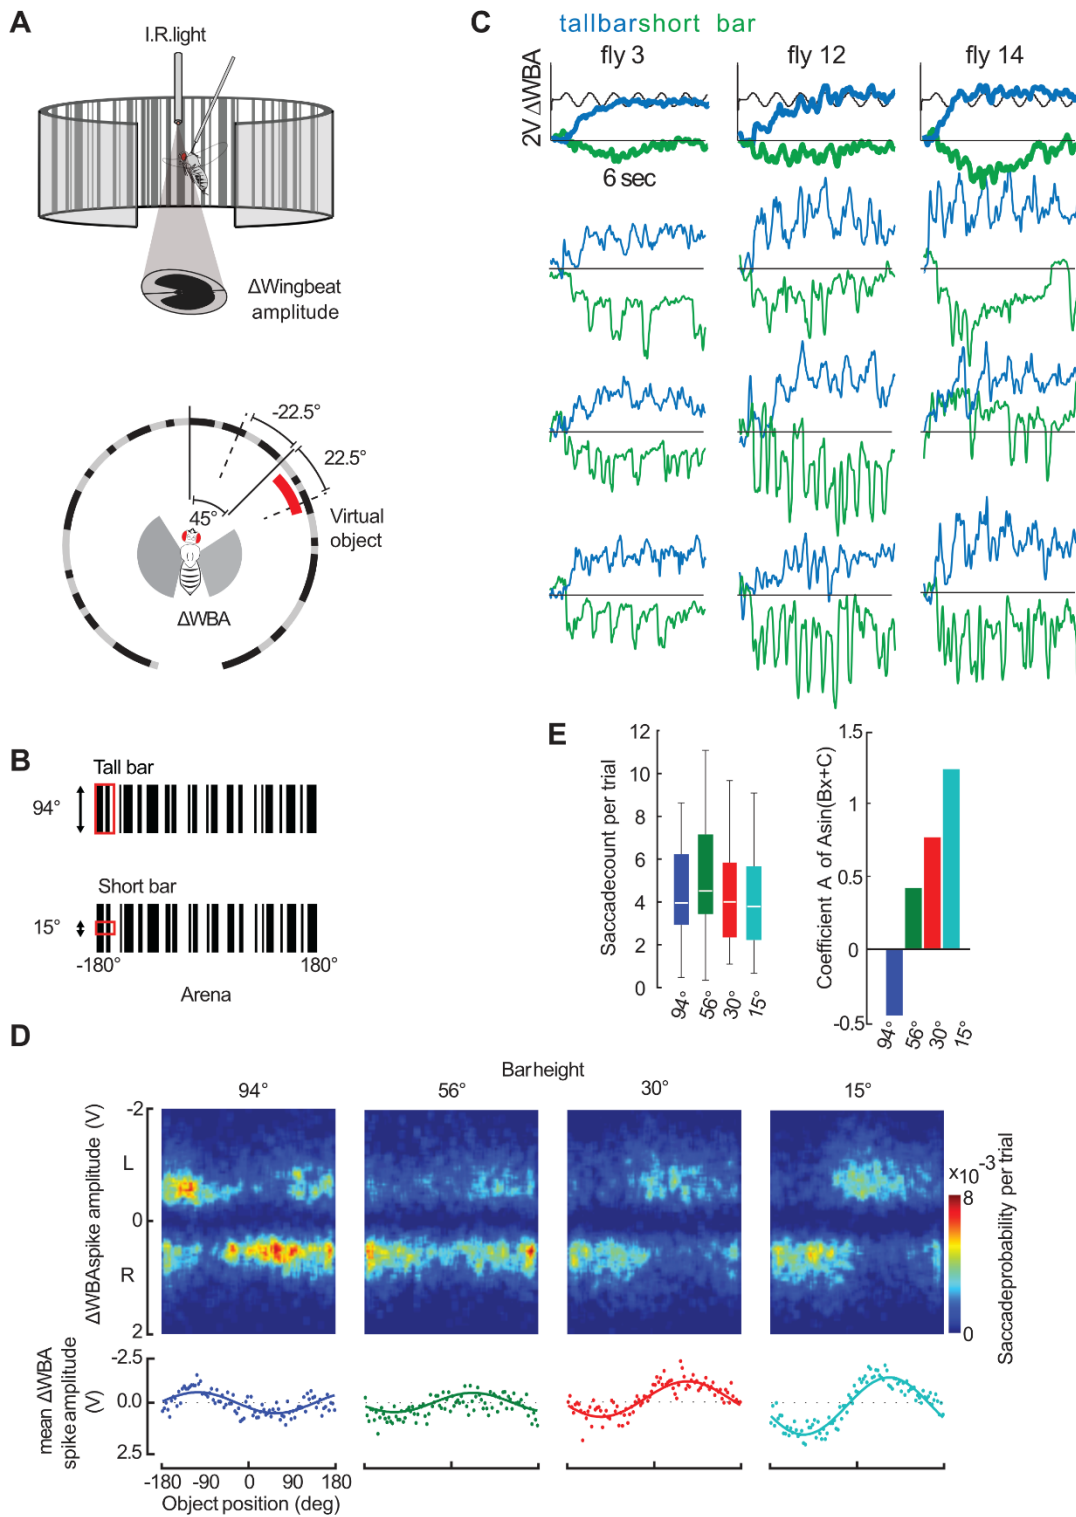 A
I.R.light
ΔWingbeat
amplitude
-22.5°
22.5°
45°
Virtual
object
ΔWBA
B
Tall bar
94°
Short bar
15°
-180°
180°
Arena
C
tallbarshort bar
fly 3
fly 12
fly 14
2V ΔWBA
6 sec
E
Saccadecount per trial
12
10
8
6
4
2
0
94°
56°
30°
15°
Coefficient A of Asin(Bx+C)
1.5
1
0.5
0
-0.5
94°
56°
30°
15°
D
Barheight
94°
56°
30°
15°
ΔWBAspike amplitude (V)
-2
L
0
R
2
x10-3
8
0
Saccadeprobability per trial
mean ΔWBA
spike amplitude
(V)
-2.5
0.0
2.5
-180
-90
0
90
180
Object position (deg)